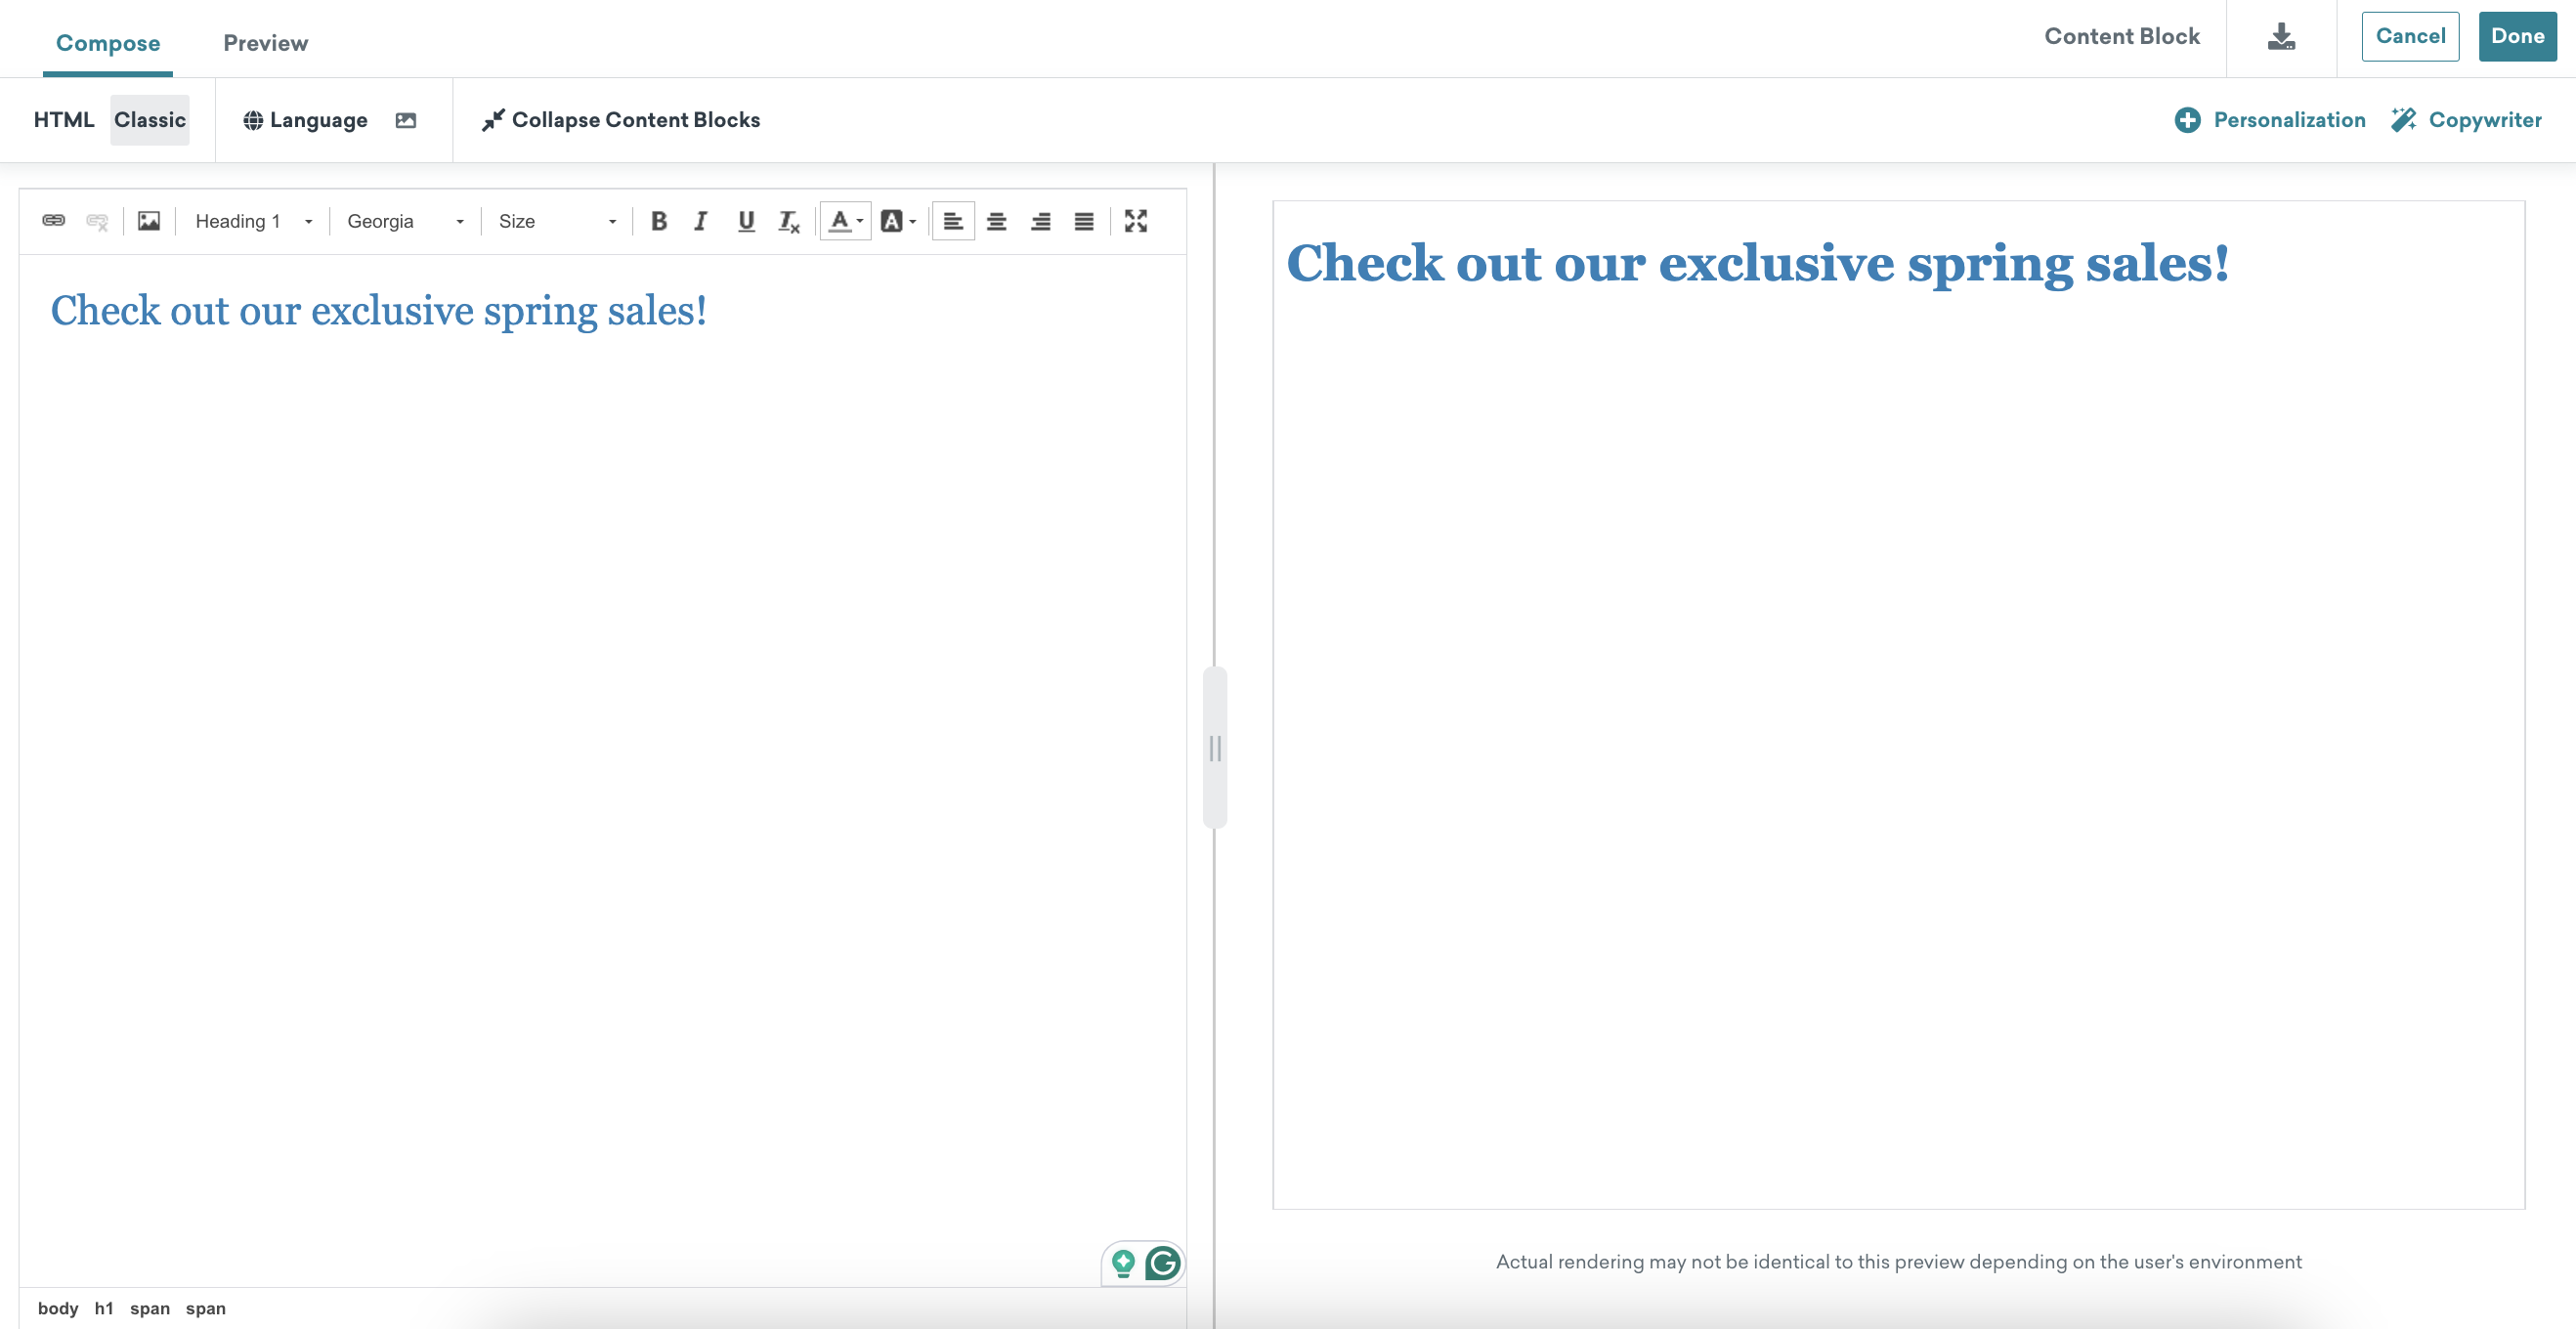 Compose Preview Content Block Cancel Done
HTML Classic Language Collapse Content Blocks Personalization Copywriter
Heading 1 Georgia Size B I U Tx A A
Check out our exclusive spring sales!
Check out our exclusive spring sales!
Actual rendering may not be identical to this preview depending on the user's environment
body h1 span span